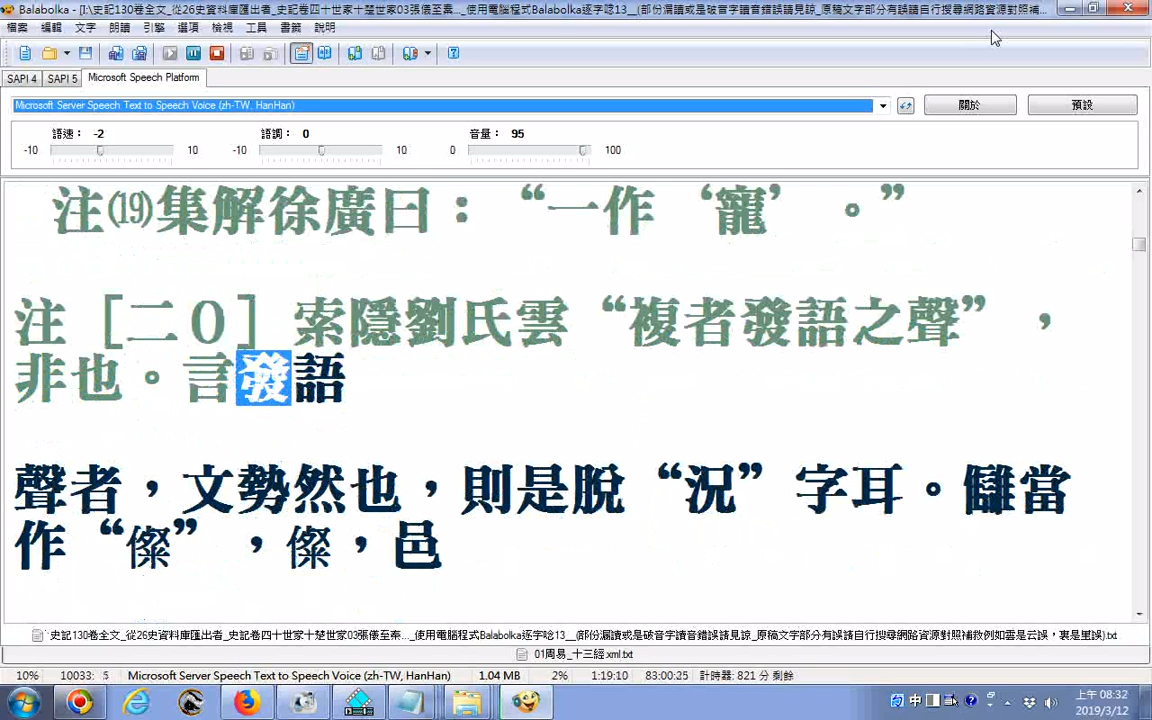 Balabolka - [I:\史記130卷全文_從26史資料庫匯出者_史記卷四十世家十楚世家03張儀至秦..._使用電腦程式Balabolka逐字唸13__(部份漏讀或是破音字讀音錯誤請見諒_原稿文字部分有誤請自行搜尋網路資源對照補...
檔案 編輯 文字 朗讀 引擎 選項 檢視 工具 書籤 說明
SAPI 4 SAPI 5 Microsoft Speech Platform
Microsoft Server Speech Text to Speech Voice (zh-TW, HanHan) 關於 預設
語速： -2 語調： 0 音量： 95
-10 10 -10 10 0 100
注⒆集解徐廣曰：“一作‘寵’。”
注［二０］索隱劉氏雲“複者發語之聲”，
非也。言發語
聲者，文勢然也，則是脫“況”字耳。讎當
作“儏”，儏，邑
史記130卷全文_從26史資料庫匯出者_史記卷四十世家十楚世家03張儀至秦..._使用電腦程式Balabolka逐字唸13__(部份漏讀或是破音字讀音錯誤請見諒_原稿文字部分有誤請自行搜尋網路資源對照補救例如雲是云誤，裏是里誤).txt
01周易_十三經.xml.txt
10% 10033: 5 Microsoft Speech Platform Microsoft Server Speech Text to Speech Voice (zh-TW, HanHan) 1.04 MB 2% 1:19:10 83:00:25 計時器: 821 分 剩餘
中 上午 08:32
2019/3/12